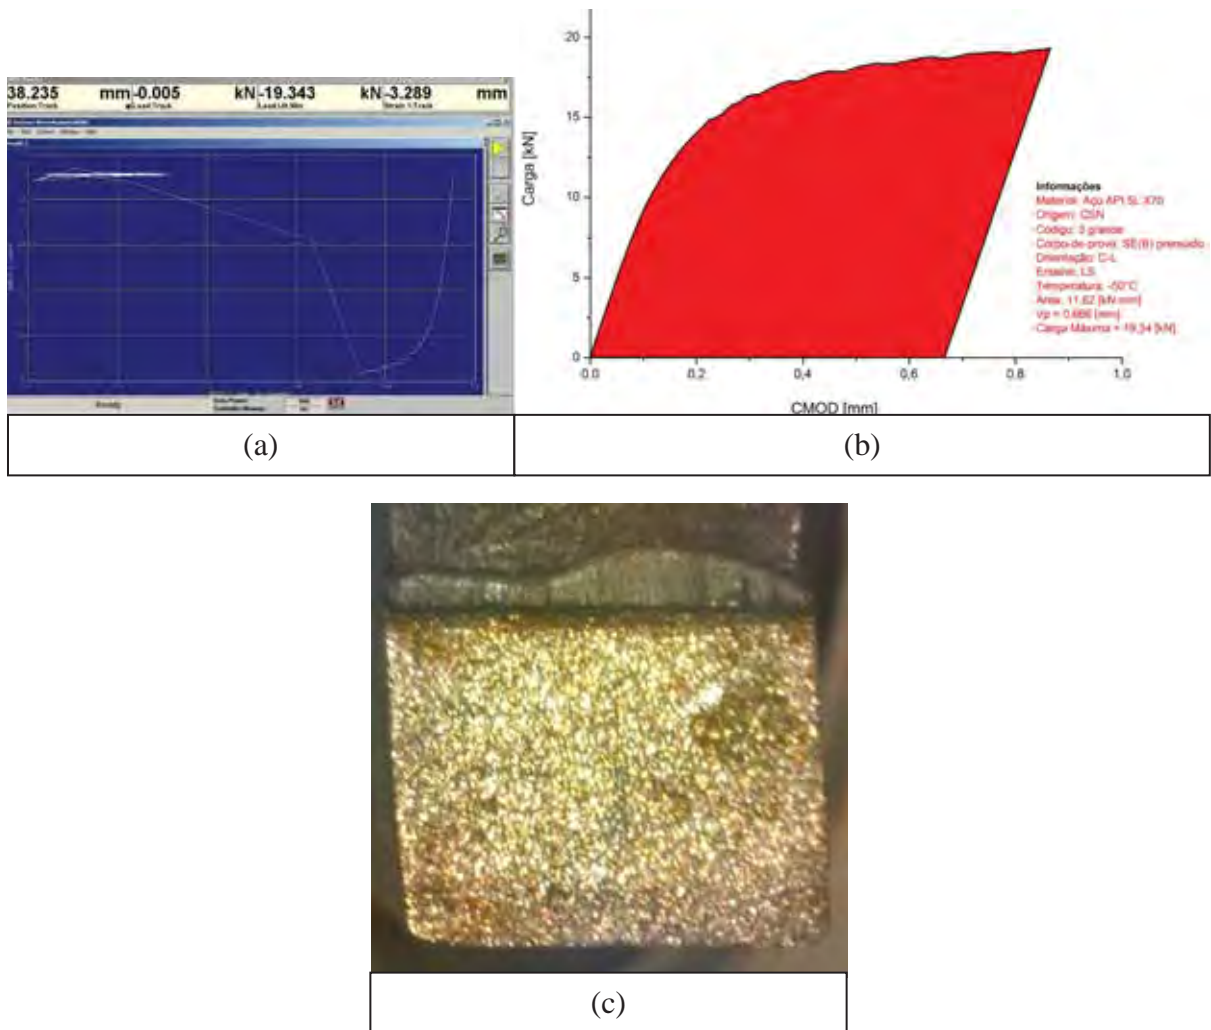 38.235 mm -0.005 kN -19.343 kN -3.289 mm
Position Track Load Track Strain 1 Track
Ready
(a)
20
15
10
5
0
Carga [kN]
0,0 0,2 0,4 0,6 0,8 1,0
CMOD [mm]
Informações
Material: Aço API 5L X70
Origem: CSN
Código: 3 grande
Corpo-de-prova: SE(B)
Orientação: C-L
Ensaio: LS
Temperatura: -50°C
Área: 11,62 [kN.mm]
Vp = 0,666 [mm]
Carga Máxima = 19,34 [kN]
(b)
(c)